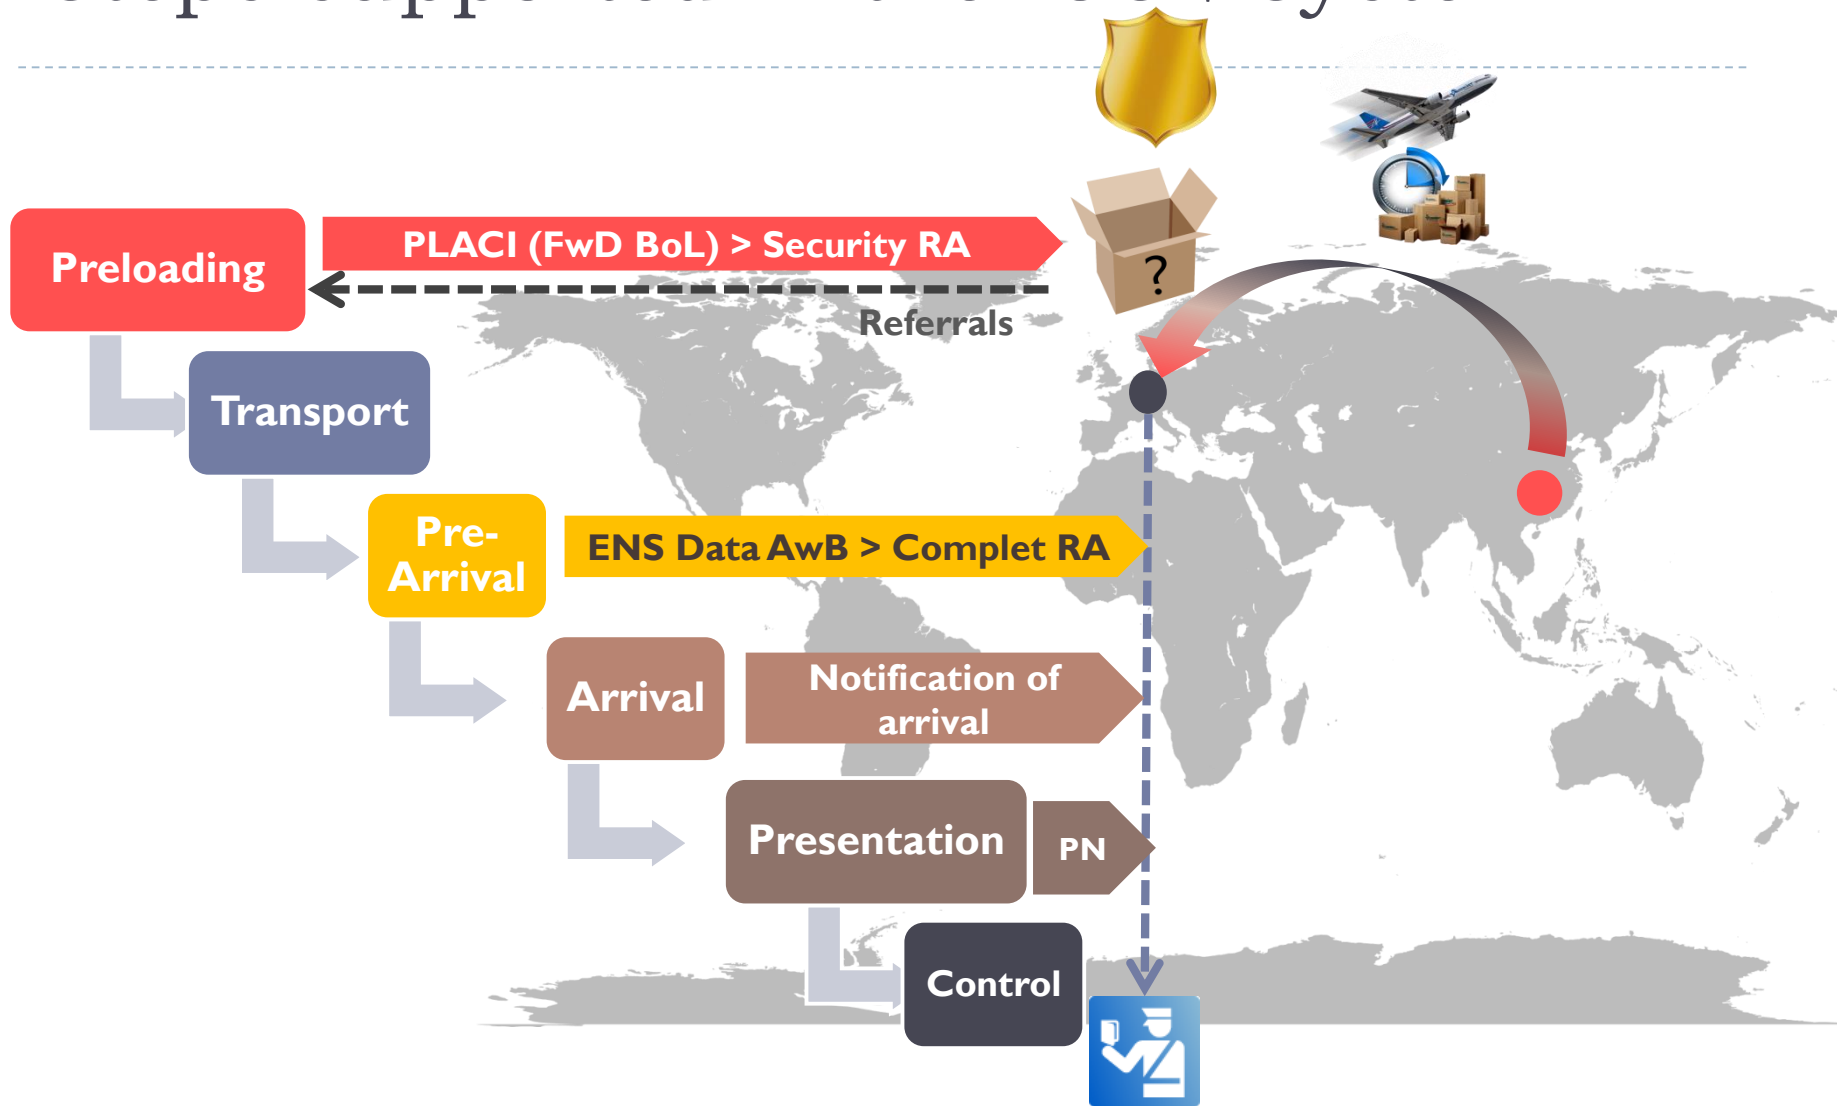 Preloading
PLACI (FwD BoL) > Security RA
?
Referrals
Transport
Pre-
Arrival
ENS Data AwB > Complet RA
Arrival
Notification of
arrival
Presentation
PN
Control